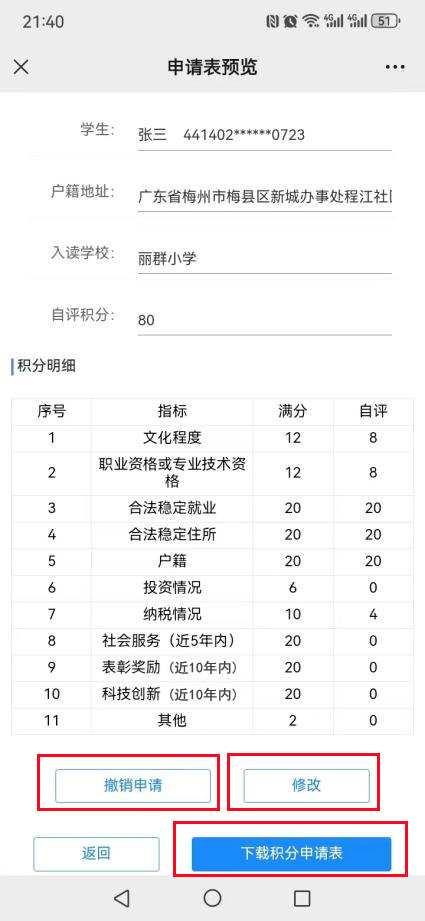 21:40
4G 4G 51
申请表预览
学生: 张三 441402******0723
户籍地址: 广东省梅州市梅县区新城办事处程江社
入读学校: 丽群小学
自评积分: 80
积分明细
序号 指标 满分 自评
1 文化程度 12 8
2 职业资格或专业技术资
格 12 8
3 合法稳定就业 20 20
4 合法稳定住所 20 20
5 户籍 20 20
6 投资情况 6 0
7 纳税情况 10 4
8 社会服务（近5年内） 20 0
9 表彰奖励（近10年内） 20 0
10 科技创新（近10年内） 20 0
11 其他 2 0
撤销申请 修改
返回 下载积分申请表